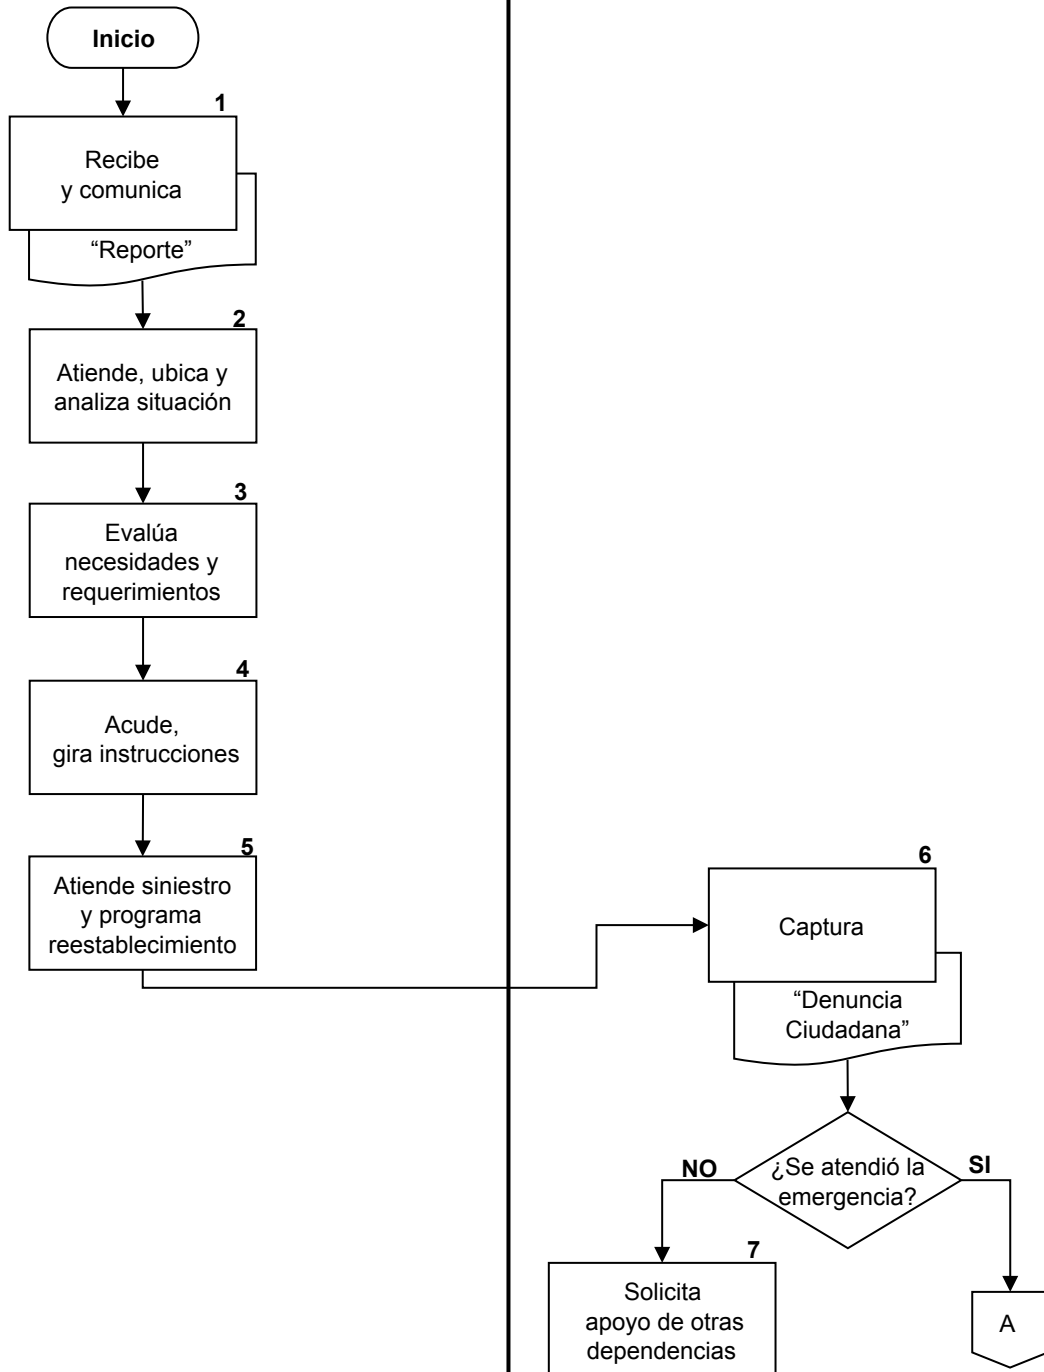 Inicio
1
Recibe
y comunica
“Reporte”
2
Atiende, ubica y
analiza situación
3
Evalúa
necesidades y
requerimientos
4
Acude,
gira instrucciones
5
Atiende siniestro
y programa
reestablecimiento
6
Captura
“Denuncia
Ciudadana”
¿Se atendió la
emergencia?
NO
SI
7
Solicita
apoyo de otras
dependencias
A